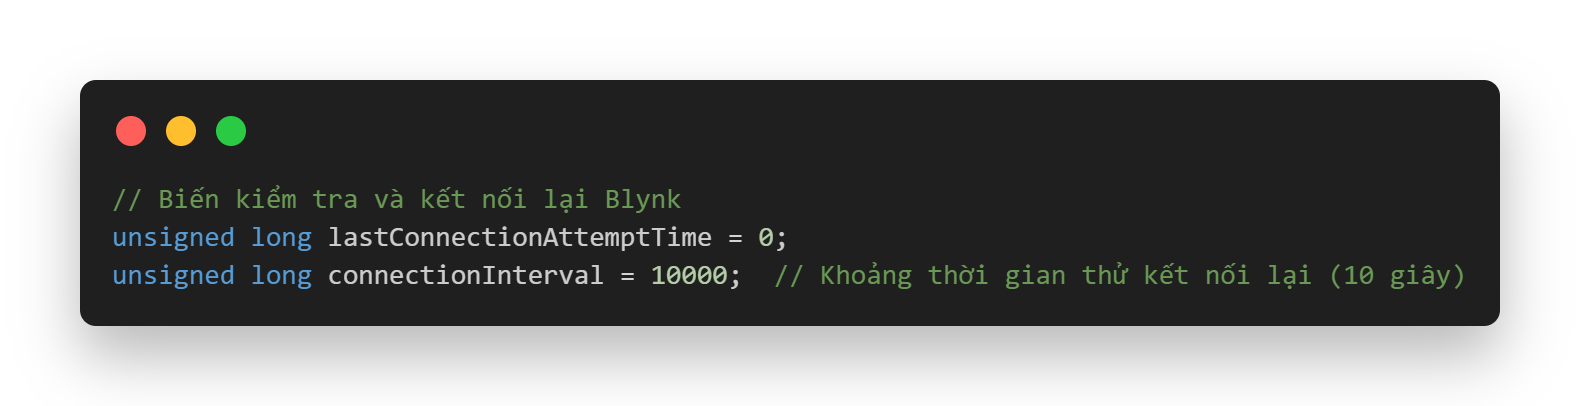 // Biến kiểm tra và kết nối lại Blynk
unsigned long lastConnectionAttemptTime = 0;
unsigned long connectionInterval = 10000;  // Khoảng thời gian thử kết nối lại (10 giây)